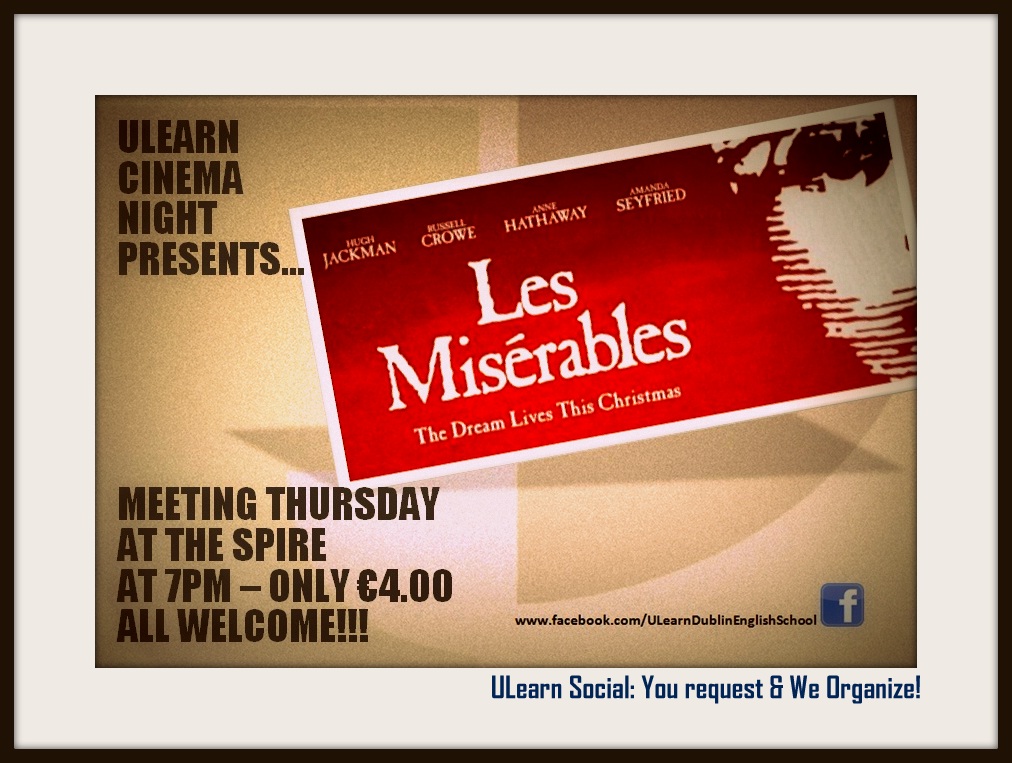 ULEARN
CINEMA
NIGHT
PRESENTS...
HUGH JACKMAN
RUSSELL CROWE
ANNE HATHAWAY
AMANDA SEYFRIED
Les
Misérables
The Dream Lives This Christmas
MEETING THURSDAY
AT THE SPIRE
AT 7PM – ONLY €4.00
ALL WELCOME!!!
www.facebook.com/ULearnDublinEnglishSchool
f
ULearn Social: You request & We Organize!